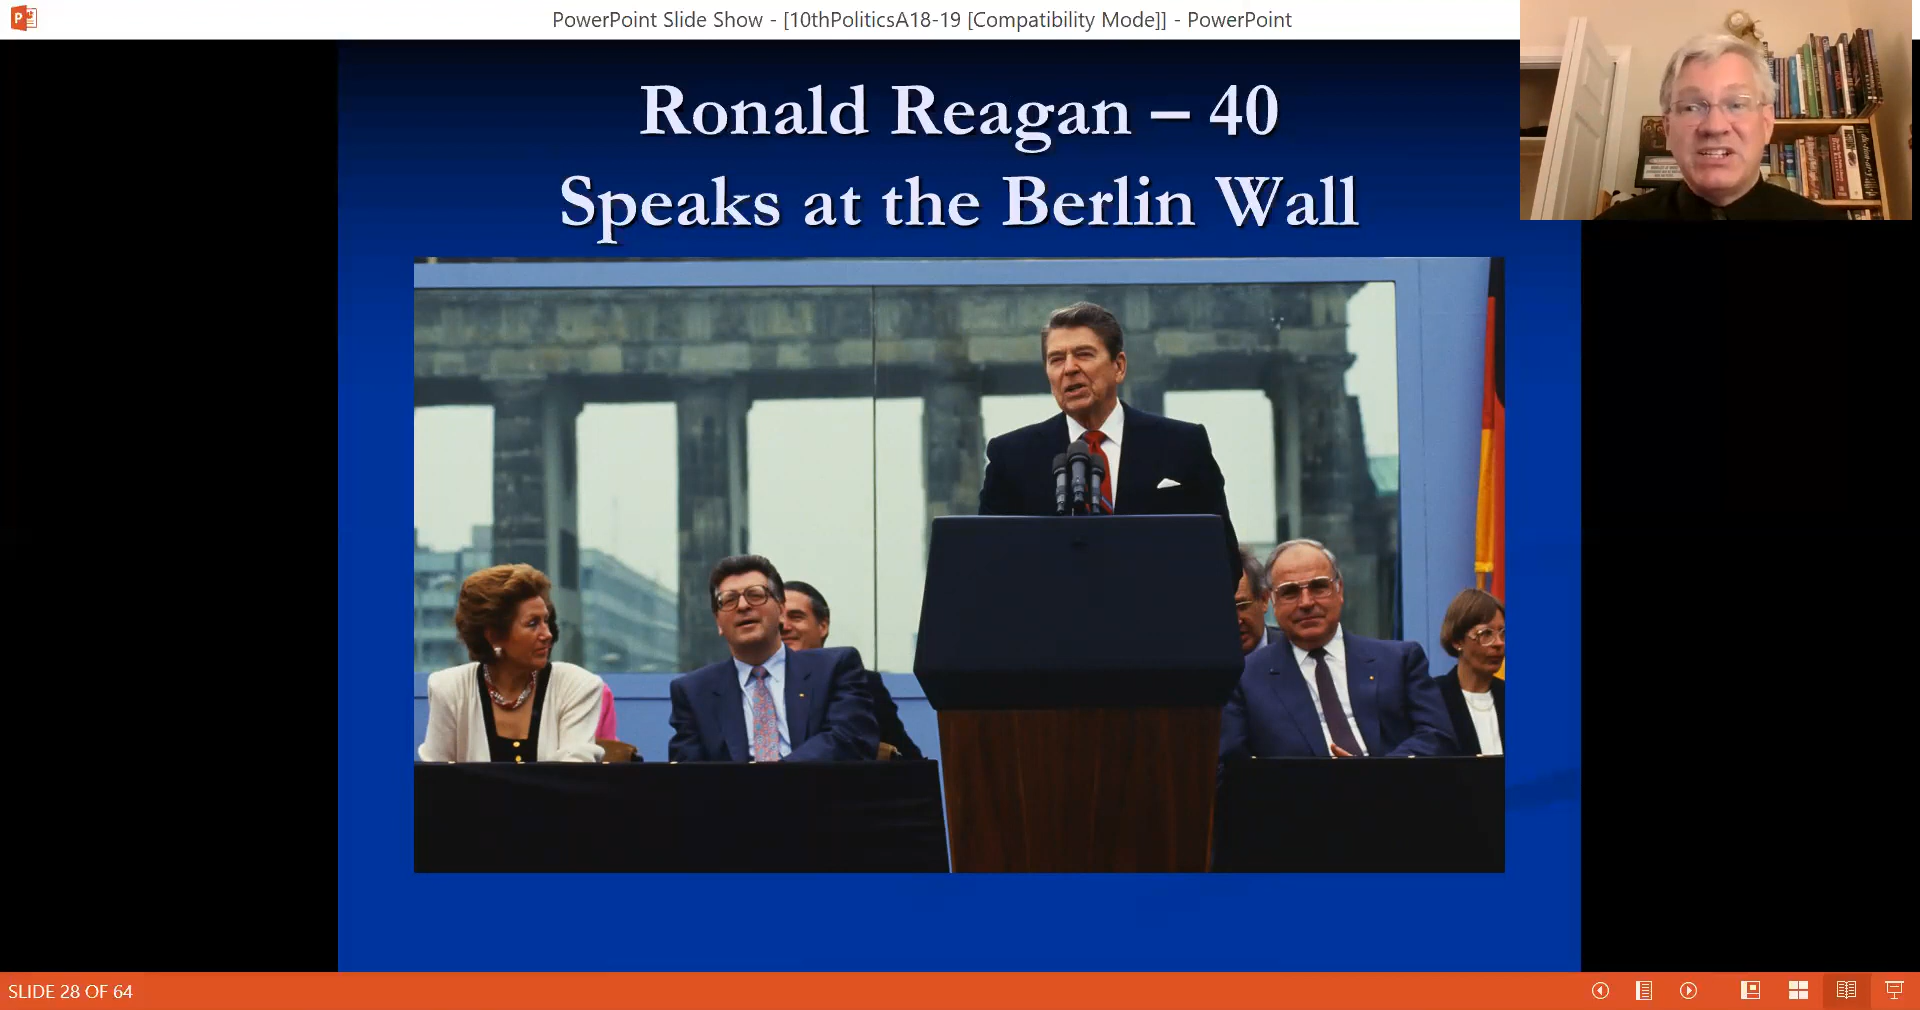 PowerPoint Slide Show - [10thPoliticsA18-19 [Compatibility Mode]] - PowerPoint
Ronald Reagan – 40
Speaks at the Berlin Wall
SLIDE 28 OF 64